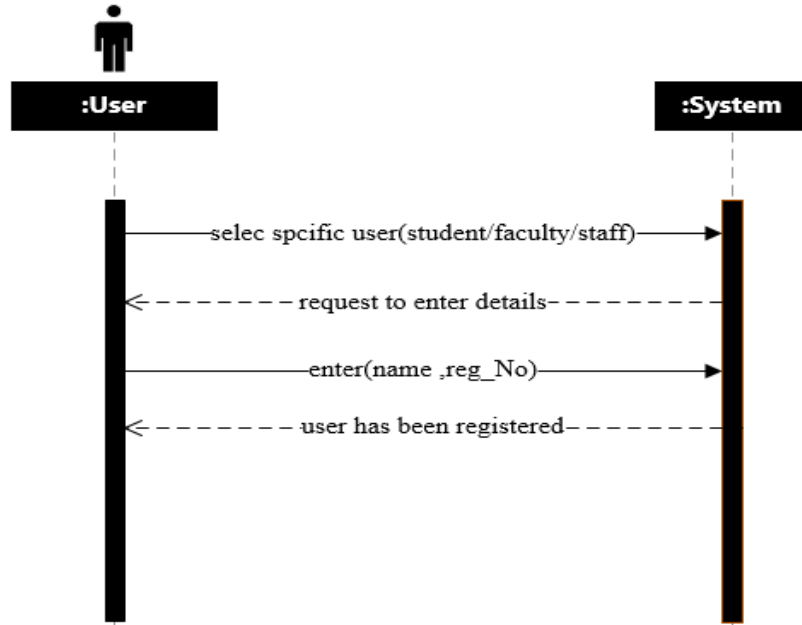 :User
:System
selec spcific user(student/faculty/staff)
request to enter details
enter(name ,reg_No)
user has been registered